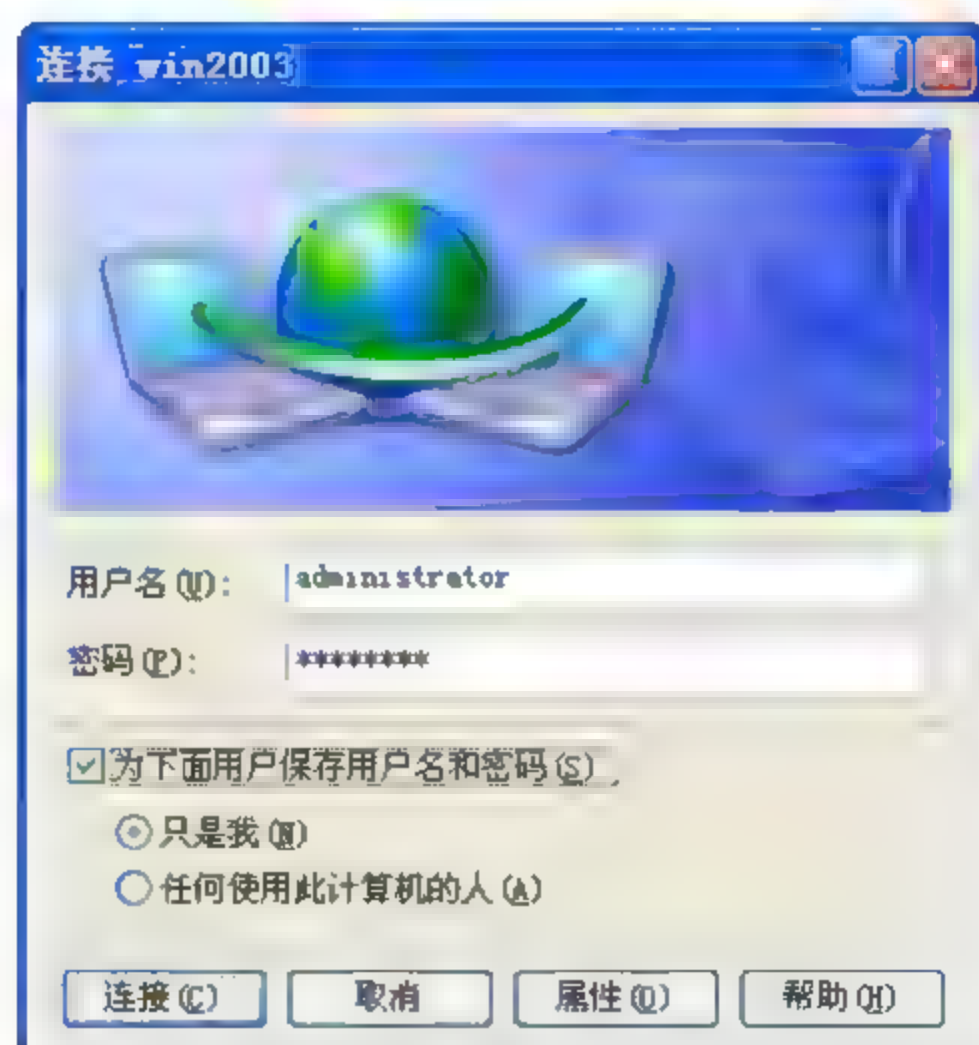 连接 win2003
用户名(U): administrator
密码(P): ********
为下面用户保存用户名和密码(S)
只是我(N)
任何使用此计算机的人(A)
连接(C) 取消 属性(O) 帮助(H)